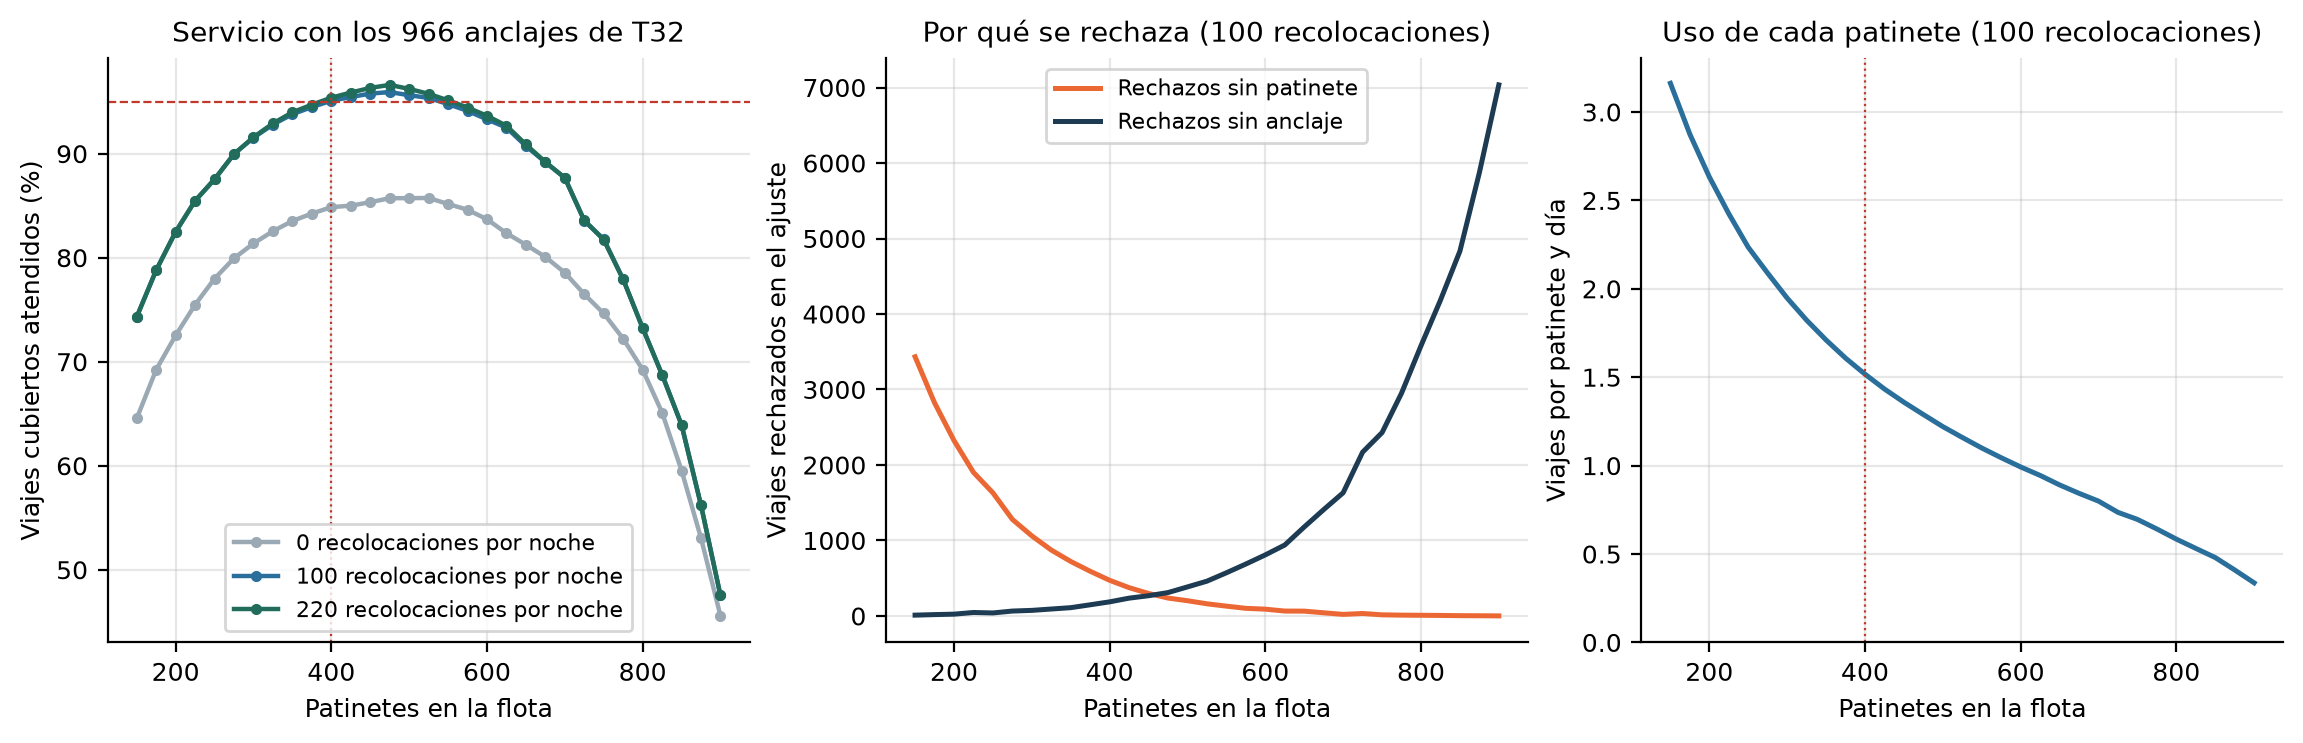 Servicio con los 966 anclajes de T32
Viajes cubiertos atendidos (%)
90
80
70
60
50
0 recolocaciones por noche
100 recolocaciones por noche
220 recolocaciones por noche
200
400
600
800
Patinetes en la flota
Por qué se rechaza (100 recolocaciones)
Viajes rechazados en el ajuste
7000
6000
5000
4000
3000
2000
1000
0
Rechazos sin patinete
Rechazos sin anclaje
200
400
600
800
Patinetes en la flota
Uso de cada patinete (100 recolocaciones)
Viajes por patinete y día
3.0
2.5
2.0
1.5
1.0
0.5
0.0
200
400
600
800
Patinetes en la flota